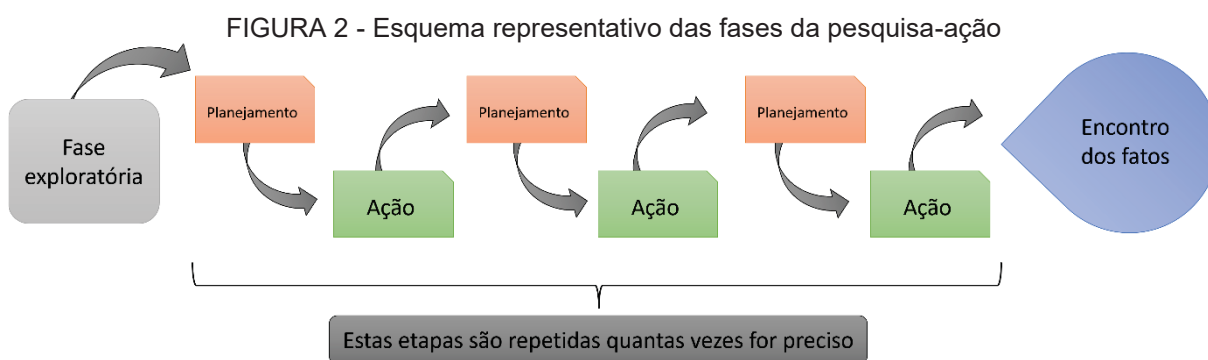 FIGURA 2 - Esquema representativo das fases da pesquisa-ação
Fase
exploratória
Planejamento
Ação
Planejamento
Ação
Planejamento
Ação
Encontro
dos fatos
Estas etapas são repetidas quantas vezes for preciso